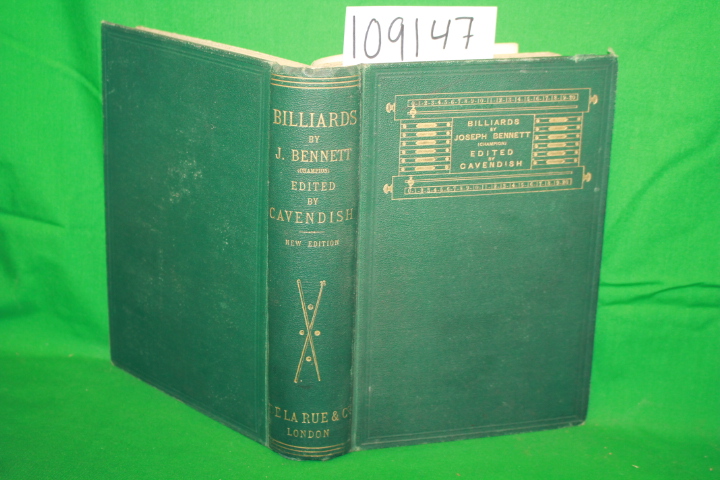 109147
BILLIARDS
BY
J. BENNETT
(CHAMPION)
EDITED
BY
CAVENDISH
NEW EDITION
DE LA RUE & Co
LONDON
BILLIARDS
BY
JOSEPH BENNETT
(CHAMPION)
EDITED
BY
CAVENDISH